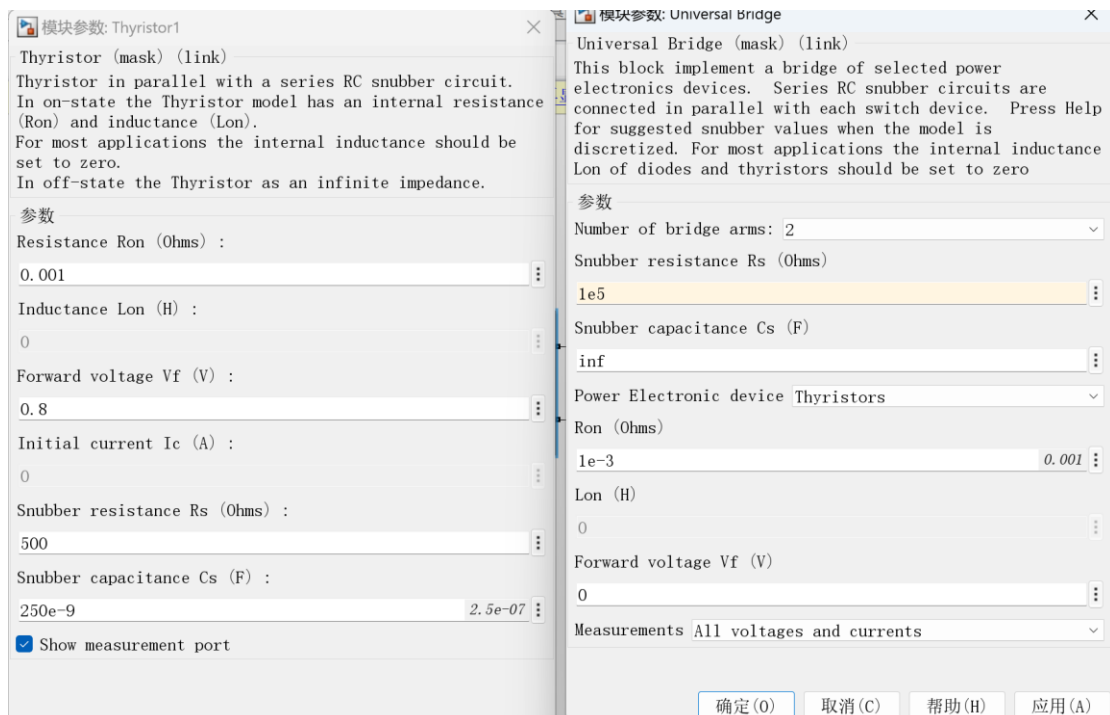 模块参数: Thyristor1
Thyristor (mask) (link)
Thyristor in parallel with a series RC snubber circuit.
In on-state the Thyristor model has an internal resistance
(Ron) and inductance (Lon).
For most applications the internal inductance should be
set to zero.
In off-state the Thyristor as an infinite impedance.
参数
Resistance Ron (Ohms) :
0.001
Inductance Lon (H) :
0
Forward voltage Vf (V) :
0.8
Initial current Ic (A) :
0
Snubber resistance Rs (Ohms) :
500
Snubber capacitance Cs (F) :
250e-9 2.5e-07
Show measurement port
模块参数: Universal Bridge
Universal Bridge (mask) (link)
This block implement a bridge of selected power
electronics devices. Series RC snubber circuits are
connected in parallel with each switch device. Press Help
for suggested snubber values when the model is
discretized. For most applications the internal inductance
Lon of diodes and thyristors should be set to zero
参数
Number of bridge arms: 2
Snubber resistance Rs (Ohms)
1e5
Snubber capacitance Cs (F)
inf
Power Electronic device Thyristors
Ron (Ohms)
1e-3 0.001
Lon (H)
0
Forward voltage Vf (V)
0
Measurements All voltages and currents
确定(O) 取消(C) 帮助(H) 应用(A)